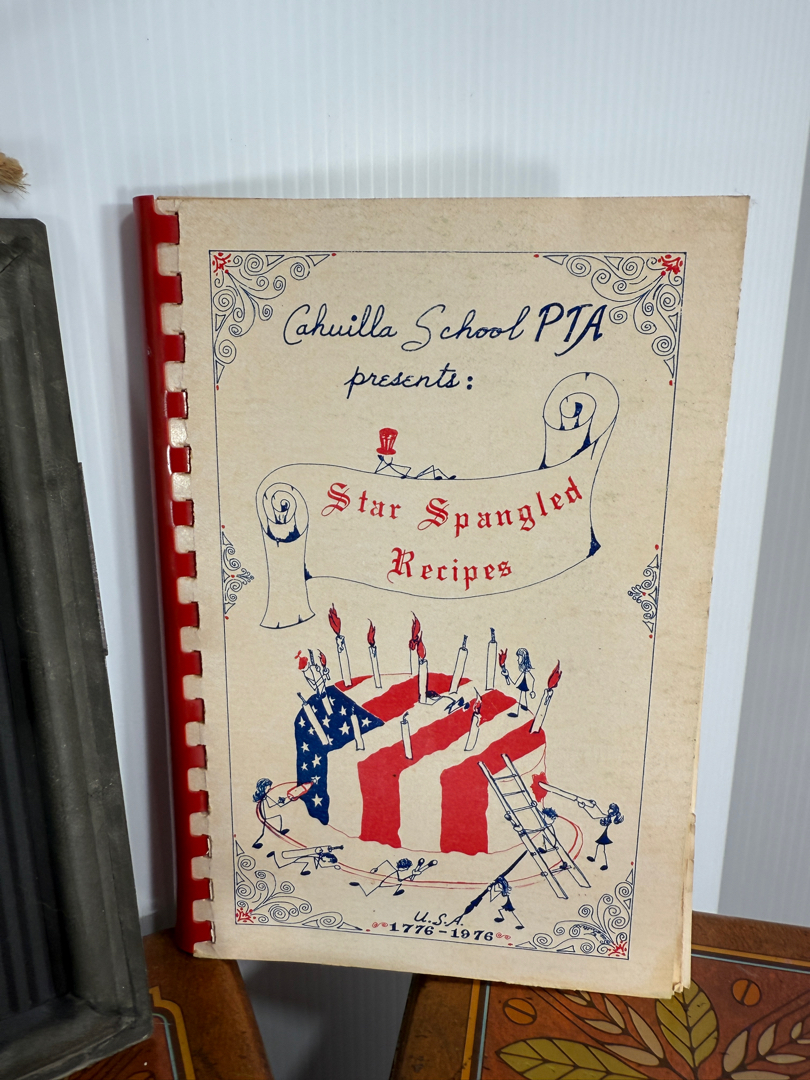 Cahuilla School PTA
presents:
Star Spangled
Recipes
U.S.A.
1776-1976